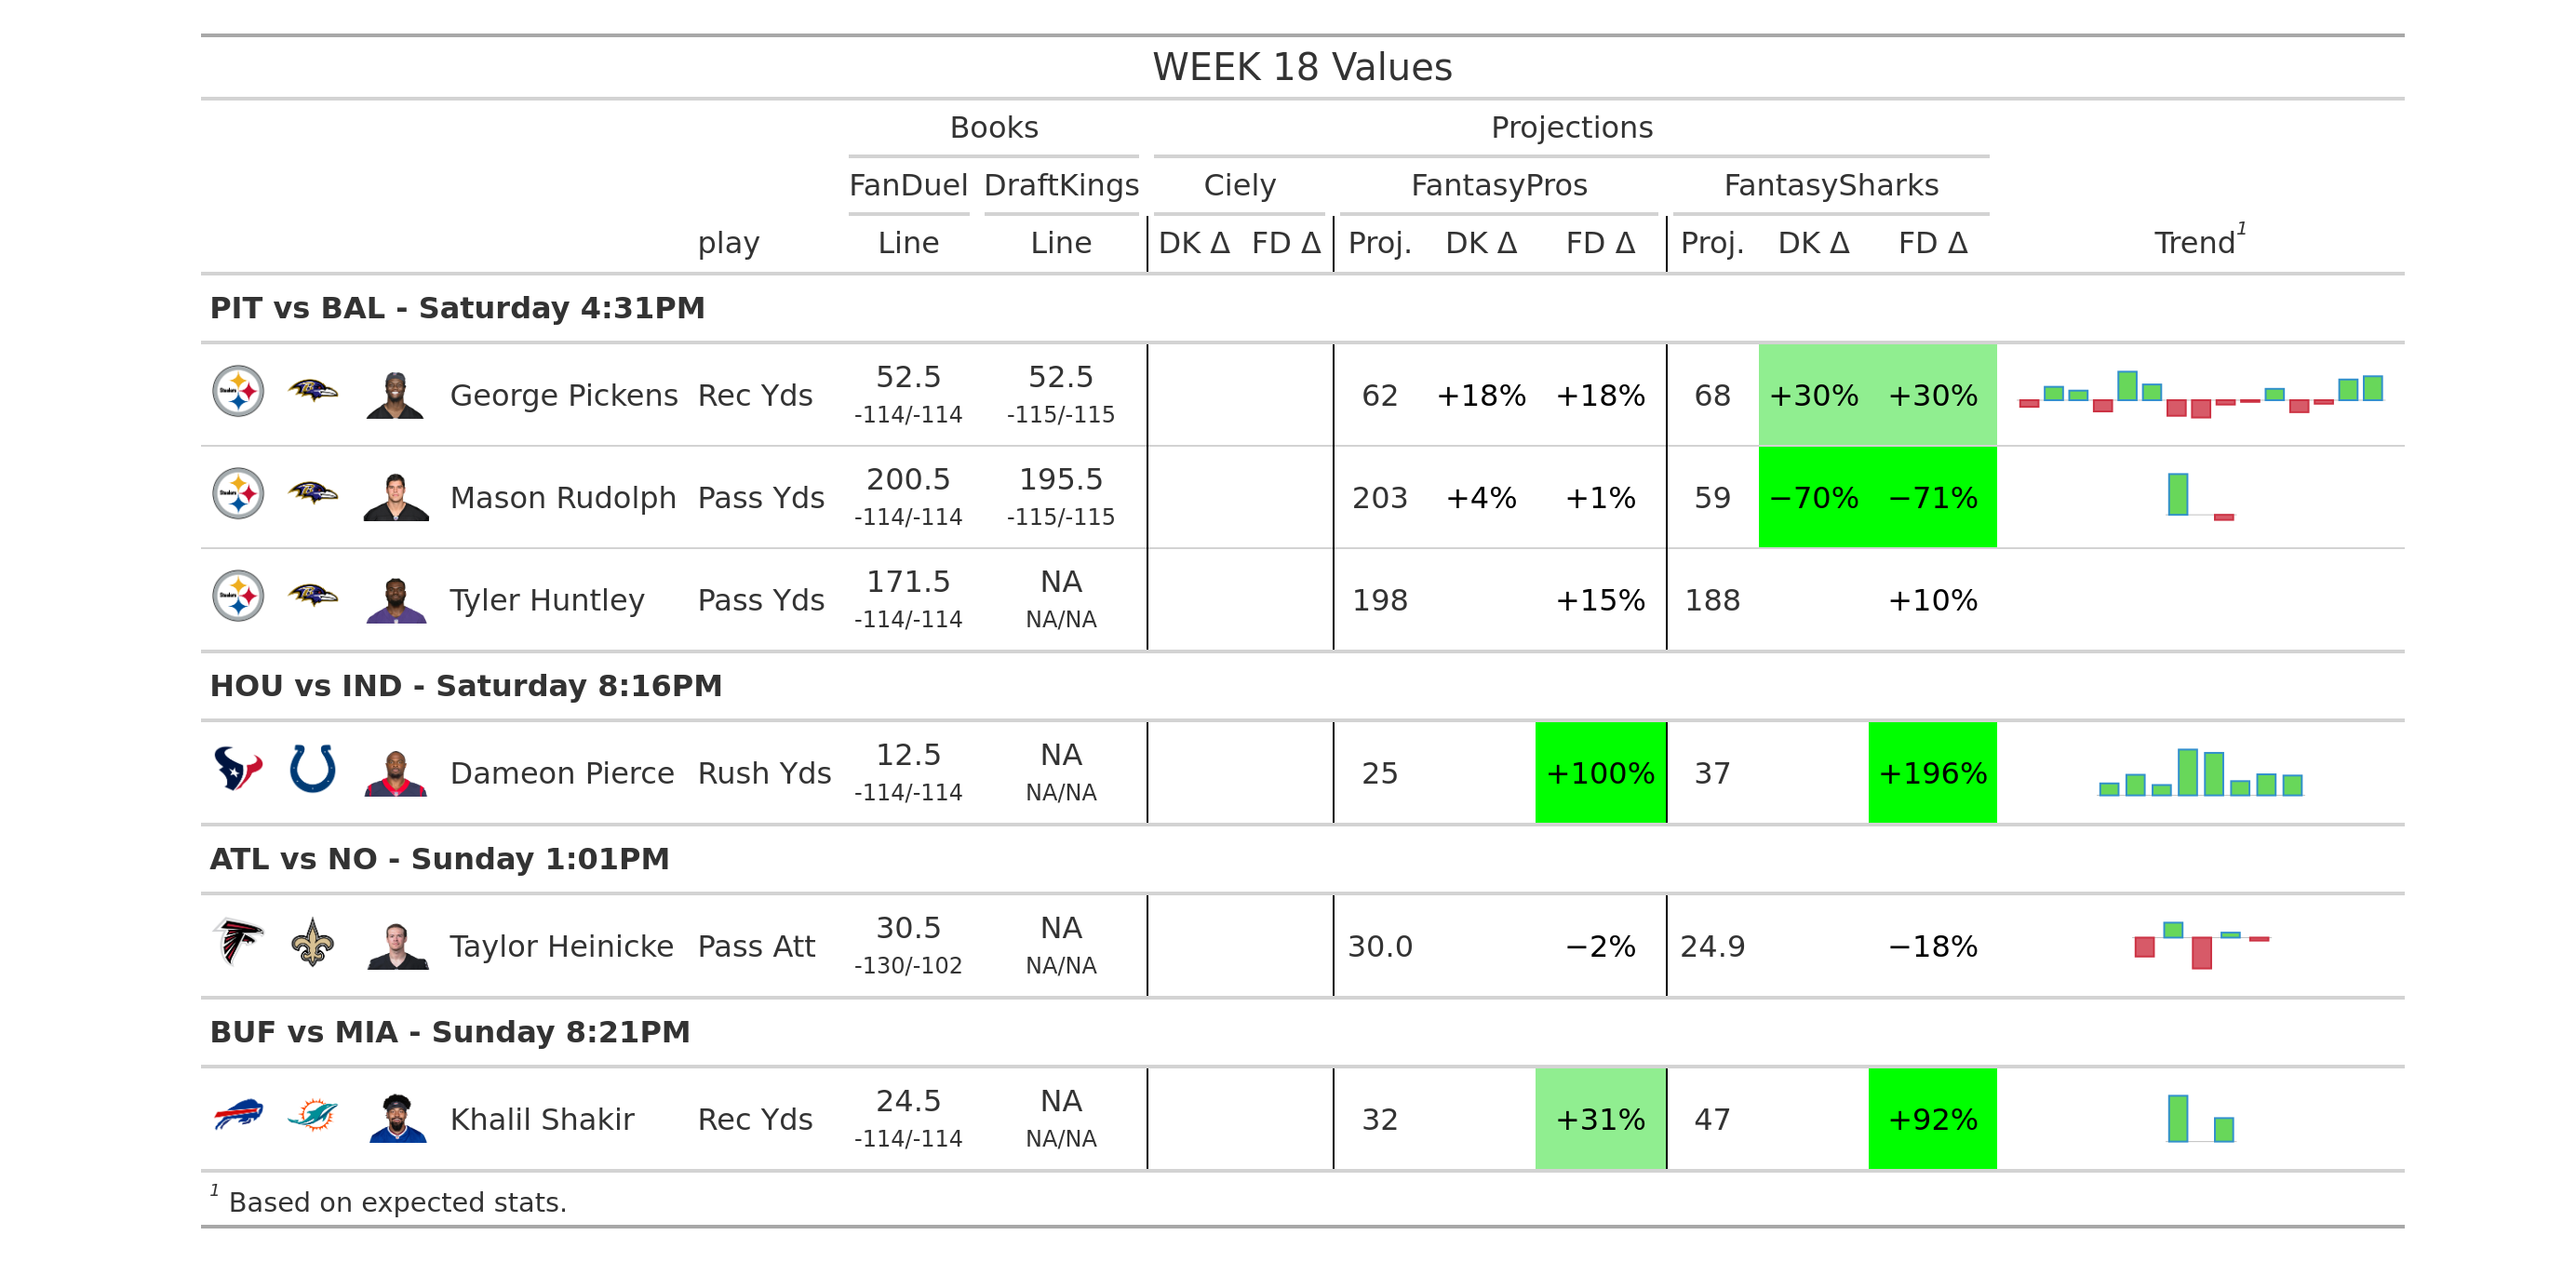 WEEK 18 Values
Books Projections
FanDuel DraftKings Ciely FantasyPros FantasySharks
play Line Line DK Δ FD Δ Proj. DK Δ FD Δ Proj. DK Δ FD Δ Trend1
PIT vs BAL - Saturday 4:31PM
George Pickens Rec Yds 52.5 52.5 62 +18% +18% 68 +30% +30%
-114/-114 -115/-115
Mason Rudolph Pass Yds 200.5 195.5 203 +4% +1% 59 −70% −71%
-114/-114 -115/-115
Tyler Huntley Pass Yds 171.5 NA 198 +15% 188 +10%
-114/-114 NA/NA
HOU vs IND - Saturday 8:16PM
Dameon Pierce Rush Yds 12.5 NA 25 +100% 37 +196%
-114/-114 NA/NA
ATL vs NO - Sunday 1:01PM
Taylor Heinicke Pass Att 30.5 NA 30.0 −2% 24.9 −18%
-130/-102 NA/NA
BUF vs MIA - Sunday 8:21PM
Khalil Shakir Rec Yds 24.5 NA 32 +31% 47 +92%
-114/-114 NA/NA
1 Based on expected stats.